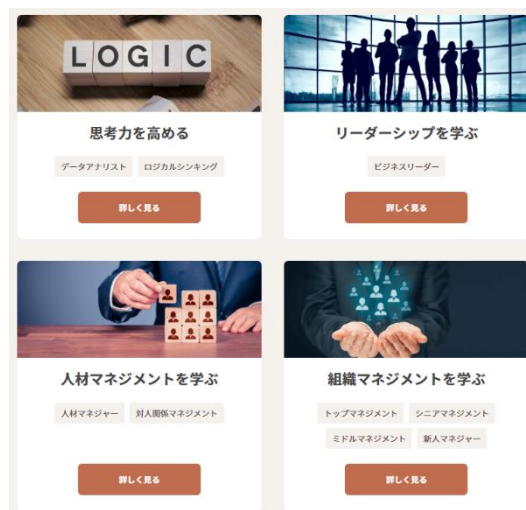 LOGIC
思考力を高める
データアナリスト ロジカルシンキング
詳しく見る
リーダーシップを学ぶ
ビジネスリーダー
詳しく見る
人材マネジメントを学ぶ
人材マネジャー 対人関係マネジメント
詳しく見る
組織マネジメントを学ぶ
トップマネジメント シニアマネジメント
ミドルマネジメント 新人マネジャー
詳しく見る